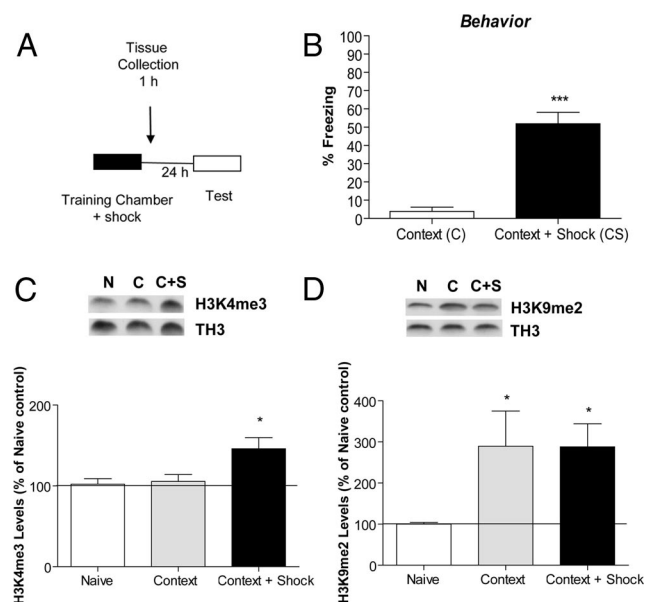 A
Tissue
Collection
1 h
24 h
Training Chamber
+ shock
Test
B
Behavior
% Freezing
100
90
80
70
60
50
40
30
20
10
0
***
Context (C)
Context + Shock (CS)
C
N C C+S
H3K4me3
TH3
H3K4me3 Levels (% of Naive control)
200
100
0
*
Naive
Context
Context + Shock
D
N C C+S
H3K9me2
TH3
H3K9me2 Levels (% of Naive control)
400
300
200
100
0
*
*
Naive
Context
Context + Shock